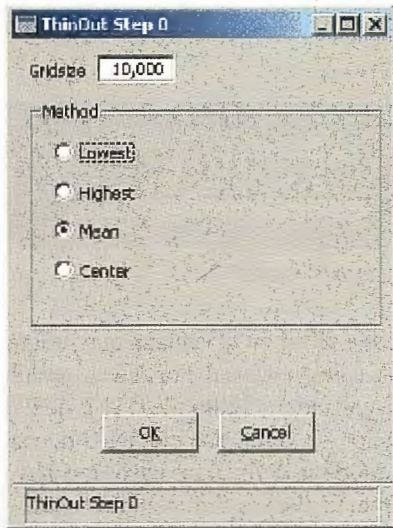 ThinOut Step 0
Gridsize 10,000
Method
Lowest
Highest
Mean
Center
OK
Cancel
ThinOut Step 0